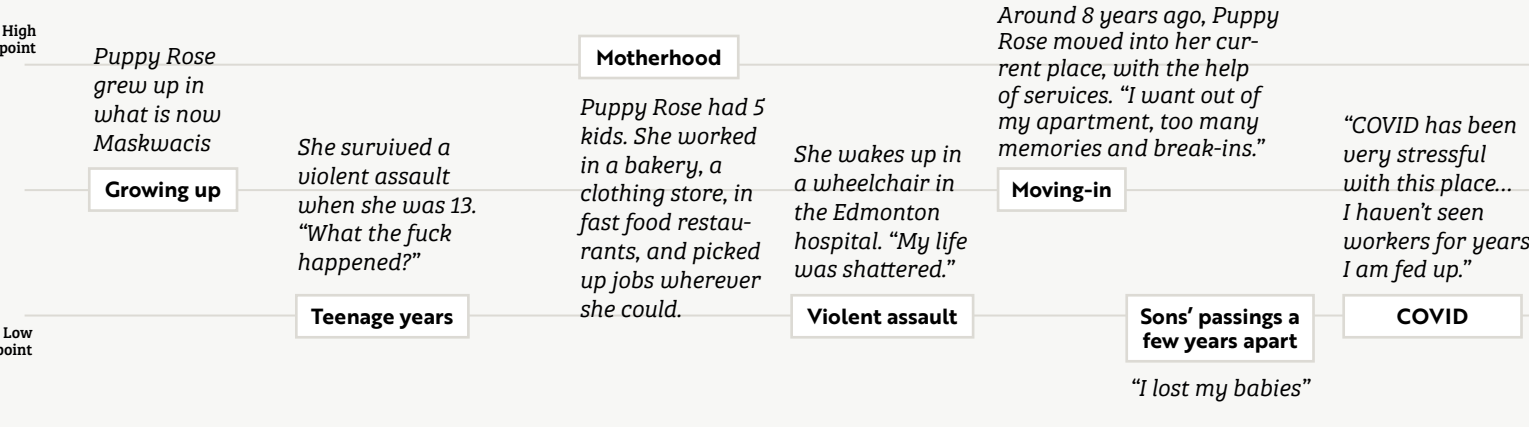 High
point
Puppy Rose
grew up in
what is now
Maskwacis
Growing up
She survived a
violent assault
when she was 13.
“What the fuck
happened?”
Teenage years
Motherhood
Puppy Rose had 5
kids. She worked
in a bakery, a
clothing store, in
fast food restau-
rants, and picked
up jobs wherever
she could.
She wakes up in
a wheelchair in
the Edmonton
hospital. “My life
was shattered.”
Violent assault
Around 8 years ago, Puppy
Rose moved into her cur-
rent place, with the help
of services. “I want out of
my apartment, too many
memories and break-ins.”
Moving-in
Sons’ passings a
few years apart
“I lost my babies”
“COVID has been
very stressful
with this place...
I haven’t seen
workers for years
I am fed up.”
COVID
Low
point